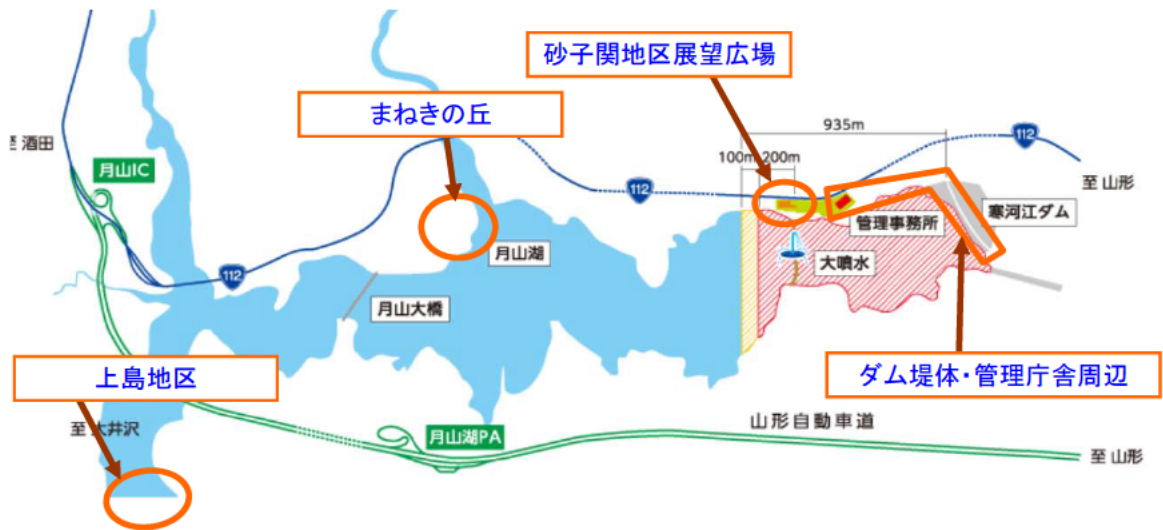 砂子関地区展望広場
まねきの丘
935m
112
100m
200m
至 酒田
月山IC
112
至 山形
管理事務所
寒河江ダム
月山湖
大噴水
112
月山大橋
上島地区
ダム堤体・管理庁舎周辺
至 大井沢
月山湖PA
山形自動車道
至 山形